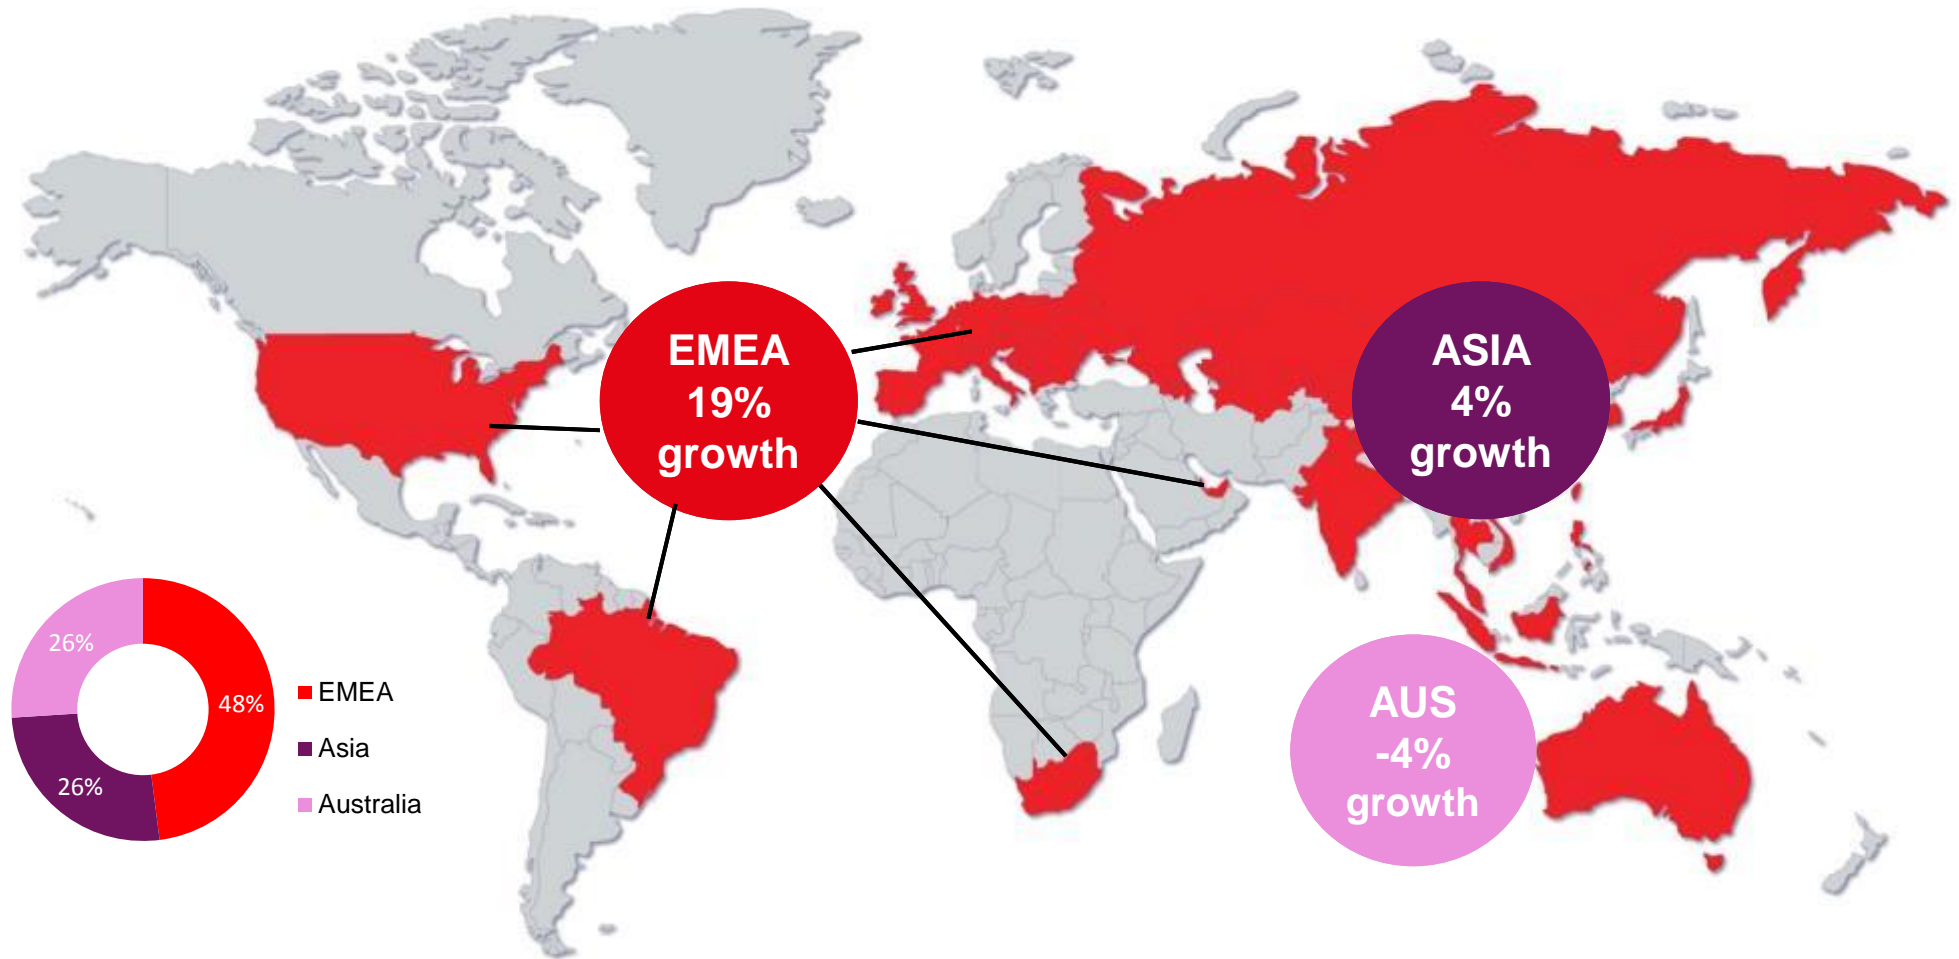 EMEA
19%
growth
ASIA
4%
growth
AUS
-4%
growth
26%
48%
26%
EMEA
Asia
Australia